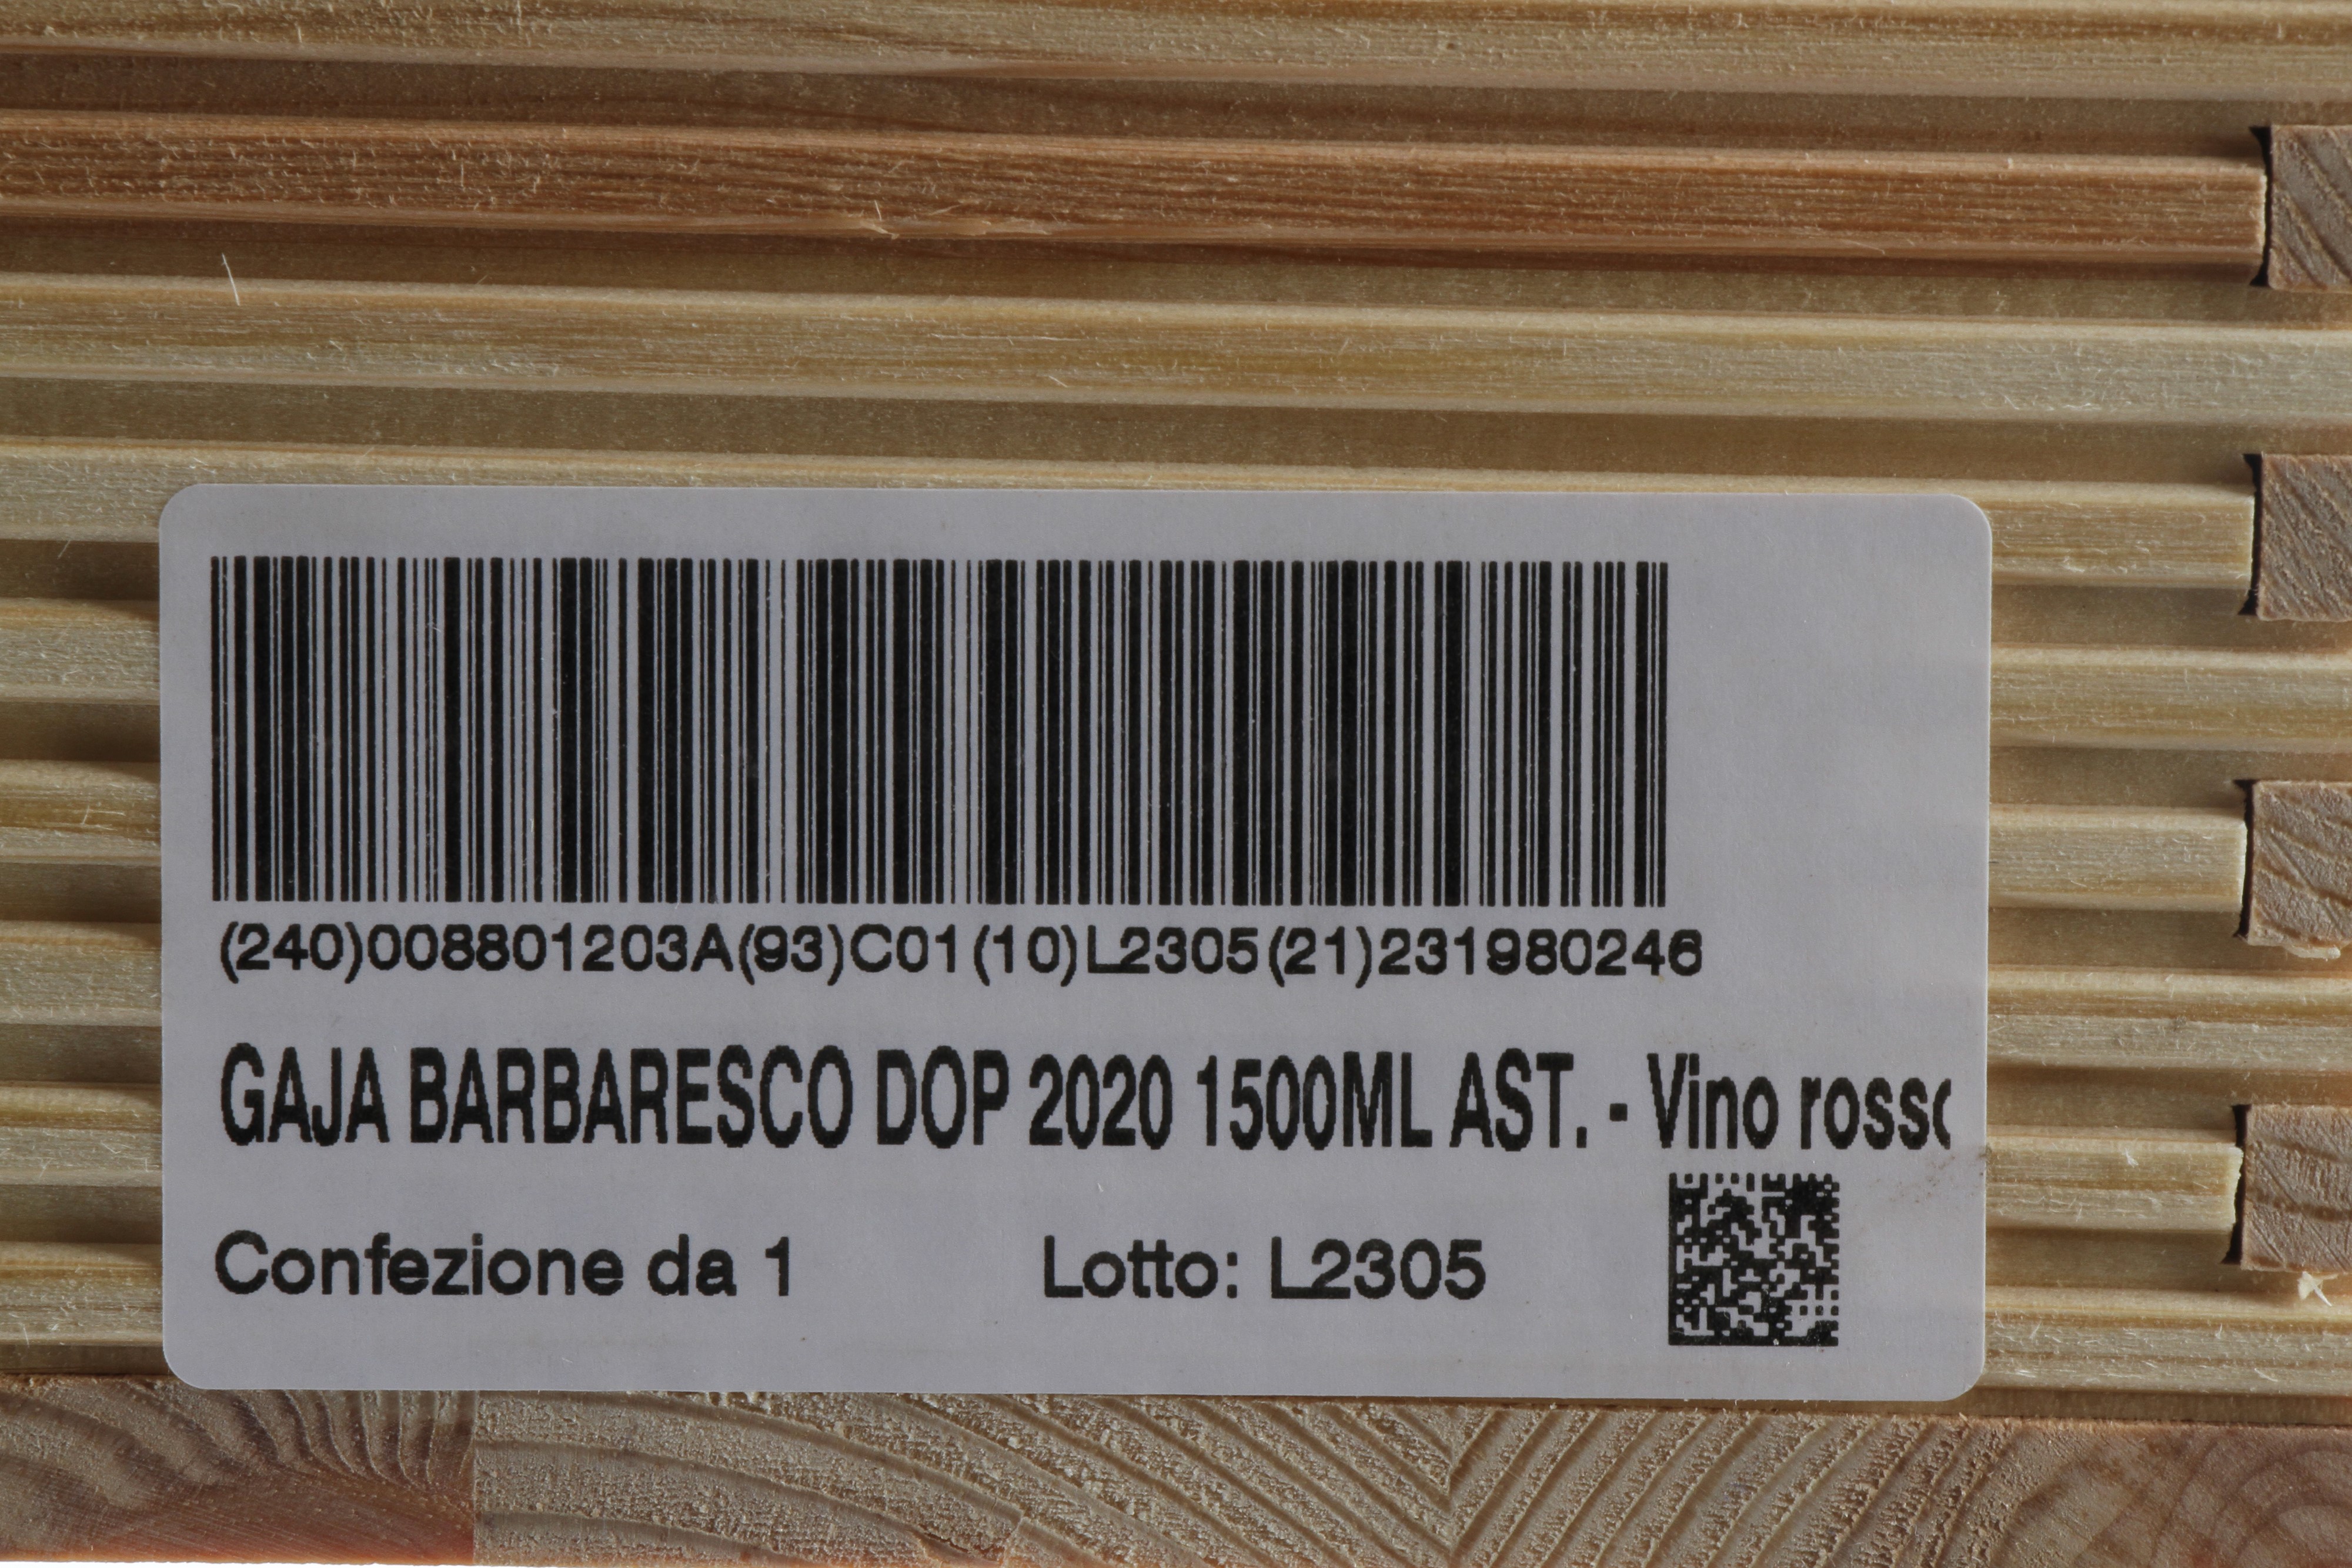 (240)008801203A(93)C01(10)L2305(21)231980246
GAJA BARBARESCO DOP 2020 1500ML AST. - Vino rosso
Confezione da 1 Lotto: L2305